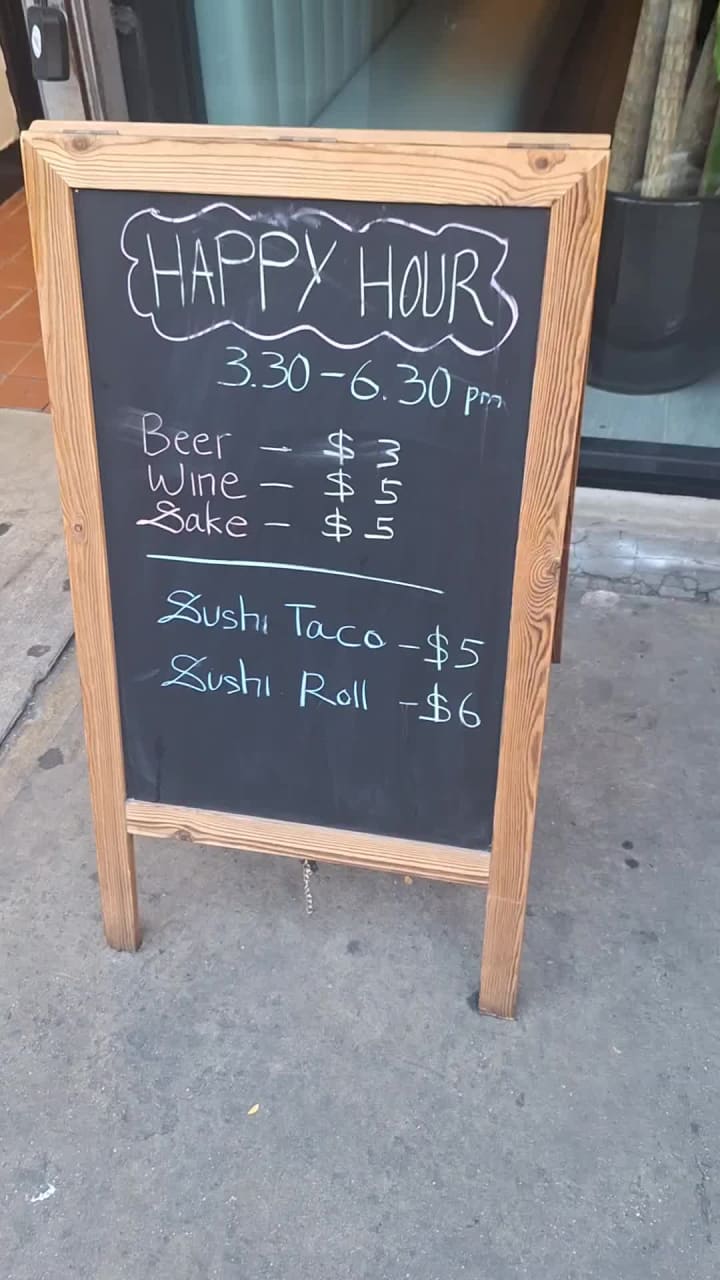 HAPPY HOUR
3.30-6.30 pm
Beer - $3
Wine - $5
Sake - $5
Sushi Taco -$5
Sushi Roll -$6